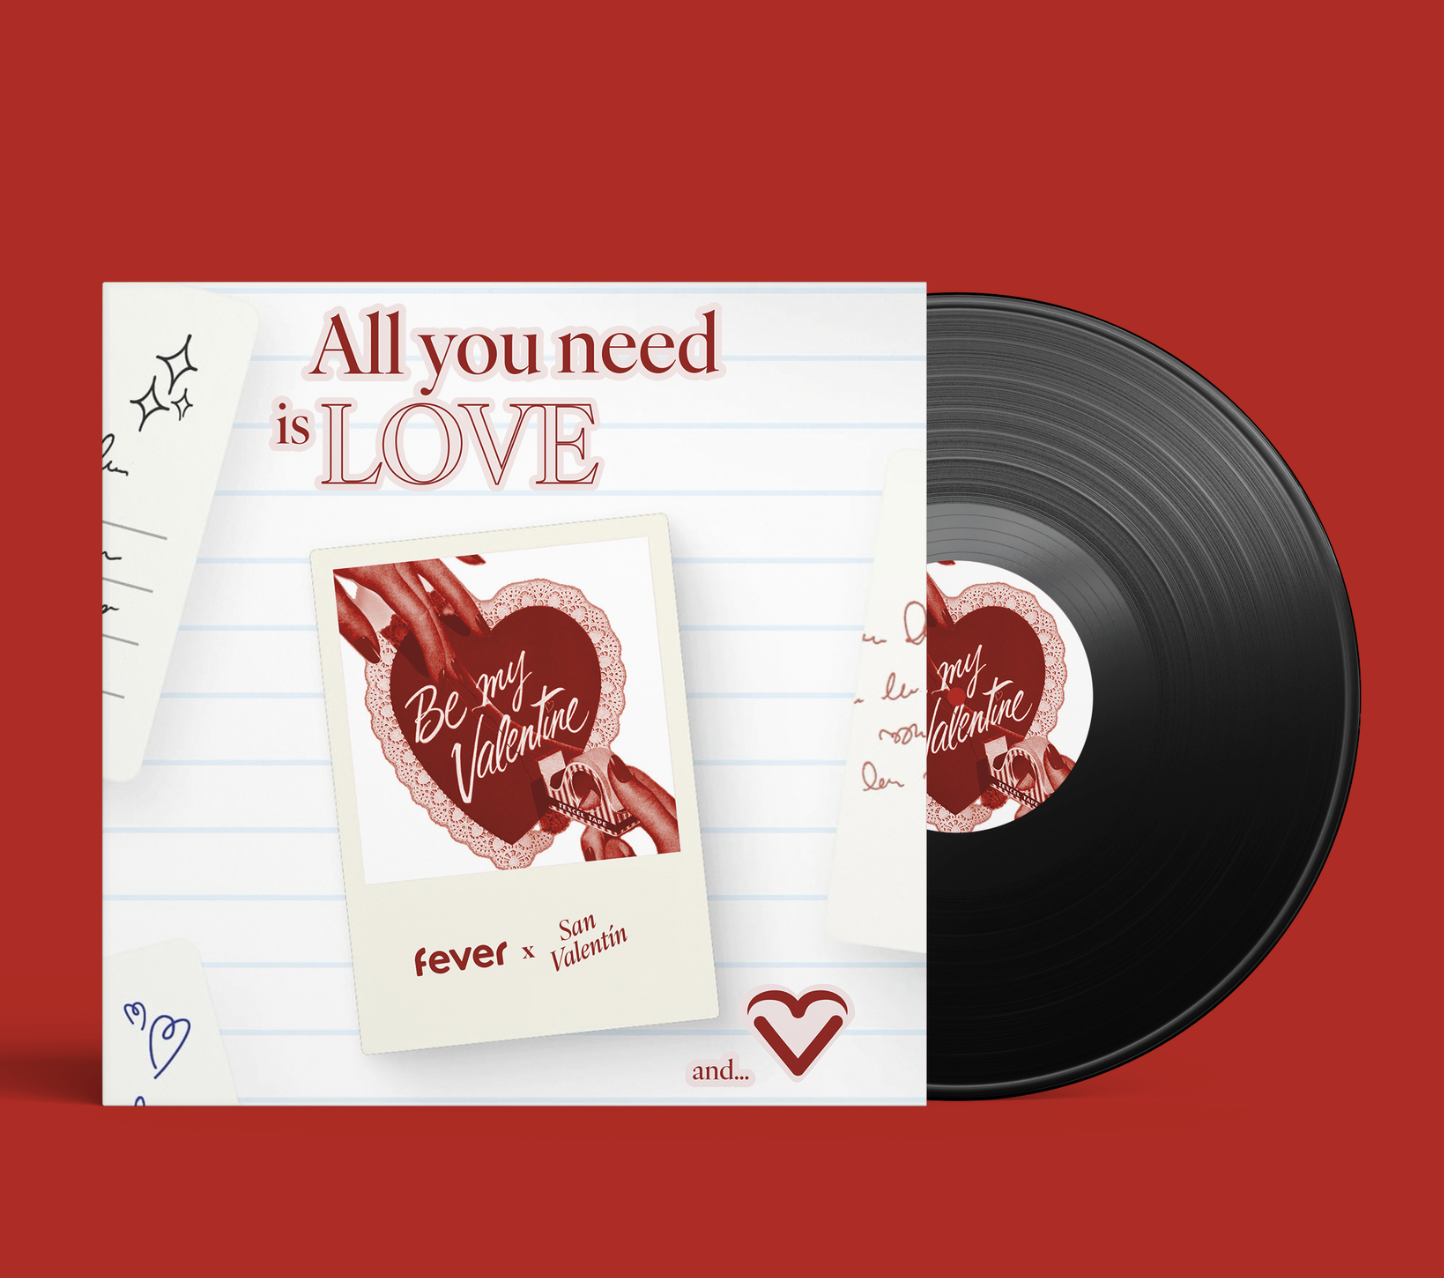 All you need
is LOVE
Be my
Valentine
fever x San
Valentín
and...
my
Valentine